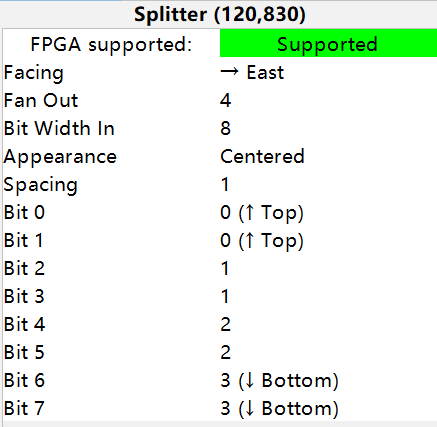 Splitter (120,830)
FPGA supported: Supported
Facing → East
Fan Out 4
Bit Width In 8
Appearance Centered
Spacing 1
Bit 0 0 (↑ Top)
Bit 1 0 (↑ Top)
Bit 2 1
Bit 3 1
Bit 4 2
Bit 5 2
Bit 6 3 (↓ Bottom)
Bit 7 3 (↓ Bottom)